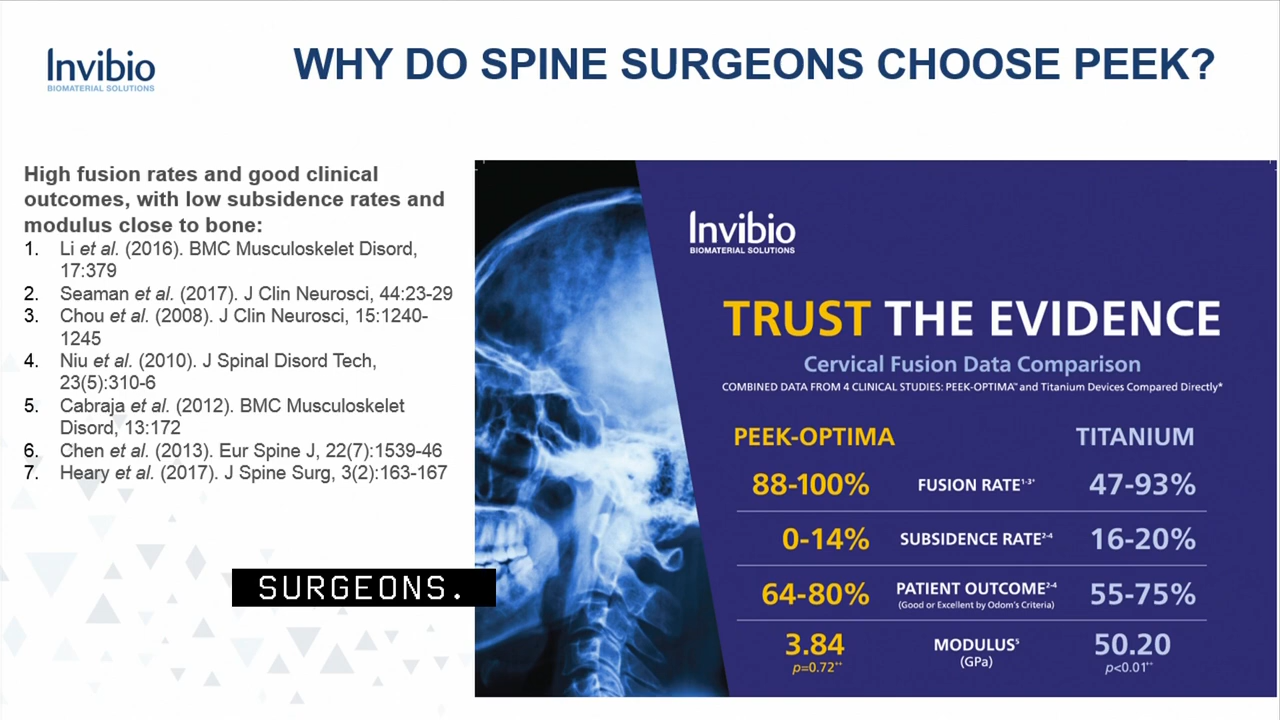 Invibio
BIOMATERIAL SOLUTIONS
WHY DO SPINE SURGEONS CHOOSE PEEK?
High fusion rates and good clinical
outcomes, with low subsidence rates and
modulus close to bone:
1. Li et al. (2016). BMC Musculoskelet Disord,
17:379
2. Seaman et al. (2017). J Clin Neurosci, 44:23-29
3. Chou et al. (2008). J Clin Neurosci, 15:1240-
1245
4. Niu et al. (2010). J Spinal Disord Tech,
23(5):310-6
5. Cabraja et al. (2012). BMC Musculoskelet
Disord, 13:172
6. Chen et al. (2013). Eur Spine J, 22(7):1539-46
7. Heary et al. (2017). J Spine Surg, 3(2):163-167
SURGEONS.
Invibio
BIOMATERIAL SOLUTIONS
TRUST THE EVIDENCE
Cervical Fusion Data Comparison
COMBINED DATA FROM 4 CLINICAL STUDIES: PEEK-OPTIMA™ and Titanium Devices Compared Directly*
PEEK-OPTIMA TITANIUM
88-100% FUSION RATE¹⁻³⁺ 47-93%
0-14% SUBSIDENCE RATE²⁻⁴ 16-20%
64-80% PATIENT OUTCOME²⁻⁴ 55-75%
(Good or Excellent by Odom's Criteria)
3.84 MODULUS⁵ 50.20
p=0.72⁺⁺ (GPa) p<0.01⁺⁺